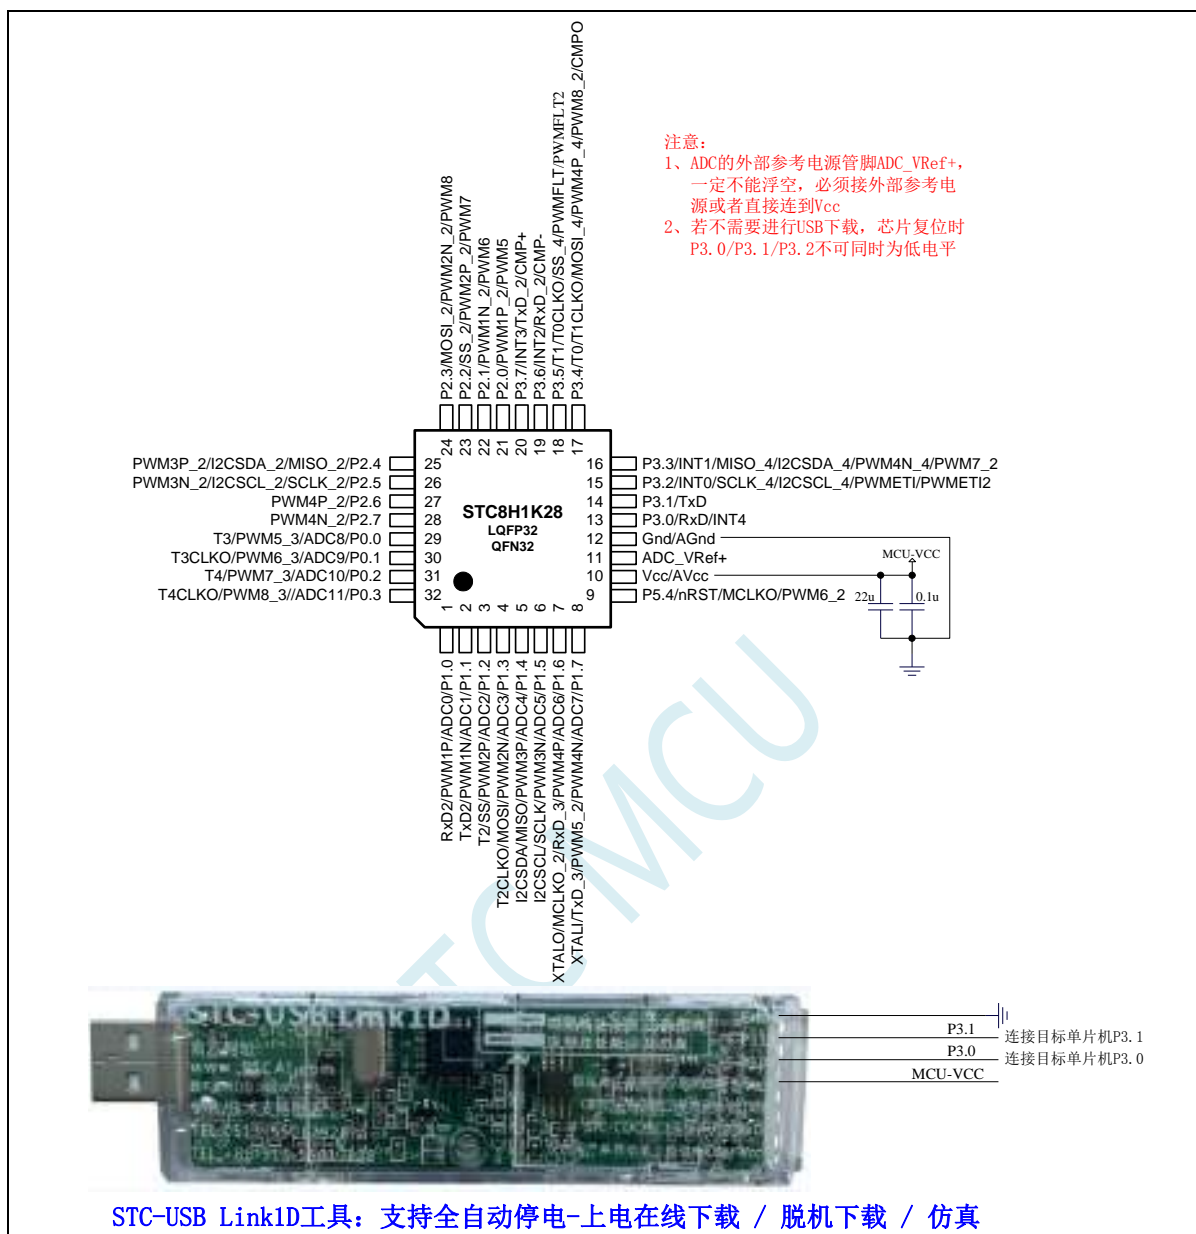 P2.3/MOSI_2/PWM2N_2/PWM8
P2.2/SS_2/PWM2P_2/PWM7
P2.1/PWM1N_2/PWM6
P2.0/PWM1P_2/PWM5
P3.7/INT3/TxD_2/CMP+
P3.6/INT2/RxD_2/CMP-
P3.5/T1/T0CLKO/SS_4/PWMFLT/PWMFLT2
P3.4/T0/T1CLKO/MOSI_4/PWM4P_4/PWM8_2/CMPO
注意:
1、ADC的外部参考电源管脚ADC_VRef+,
一定不能浮空, 必须接外部参考电
源或者直接连到Vcc
2、若不需要进行USB下载, 芯片复位时
P3.0/P3.1/P3.2不可同时为低电平
24
23
22
21
20
19
18
17
PWM3P_2/I2CSDA_2/MISO_2/P2.4
25
PWM3N_2/I2CSCL_2/SCLK_2/P2.5
26
PWM4P_2/P2.6
27
PWM4N_2/P2.7
28
T3/PWM5_3/ADC8/P0.0
29
T3CLKO/PWM6_3/ADC9/P0.1
30
T4/PWM7_3/ADC10/P0.2
31
T4CLKO/PWM8_3//ADC11/P0.3
32
STC8H1K28
LQFP32
QFN32
16
P3.3/INT1/MISO_4/I2CSDA_4/PWM4N_4/PWM7_2
15
P3.2/INT0/SCLK_4/I2CSCL_4/PWMETI/PWMETI2
14
P3.1/TxD
13
P3.0/RxD/INT4
12
Gnd/AGnd
11
ADC_VRef+
10
Vcc/AVcc
9
P5.4/nRST/MCLKO/PWM6_2
MCU-VCC
22u
0.1u
1
2
3
4
5
6
7
8
RxD2/PWM1P/ADC0/P1.0
TxD2/PWM1N/ADC1/P1.1
T2/SS/PWM2P/ADC2/P1.2
T2CLKO/MOSI/PWM2N/ADC3/P1.3
I2CSDA/MISO/PWM3P/ADC4/P1.4
I2CSCL/SCLK/PWM3N/ADC5/P1.5
XTALO/MCLKO_2/RxD_3/PWM4P/ADC6/P1.6
XTALI/TxD_3/PWM5_2/PWM4N/ADC7/P1.7
STC MCU
STC-USB Link1D
P3.1
连接目标单片机P3.1
P3.0
连接目标单片机P3.0
MCU-VCC
STC-USB Link1D工具: 支持全自动停电-上电在线下载 / 脱机下载 / 仿真